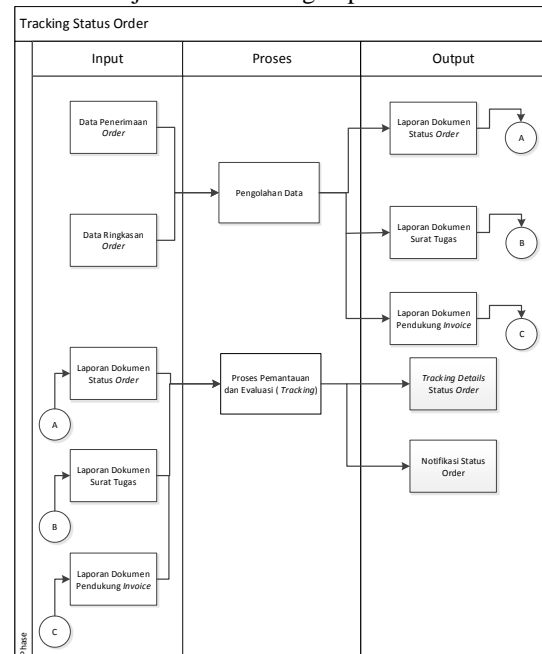 Tracking Status Order
Input
Proses
Output
Data Penerimaan
Order
Data Ringkasan
Order
Pengolahan Data
Laporan Dokumen
Status Order
A
Laporan Dokumen
Surat Tugas
B
Laporan Dokumen
Pendukung Invoice
C
Laporan Dokumen
Status Order
A
Laporan Dokumen
Surat Tugas
B
Laporan Dokumen
Pendukung Invoice
C
Proses Pemantauan
dan Evaluasi ( Tracking)
Tracking Details
Status Order
Notifikasi Status
Order
Phase